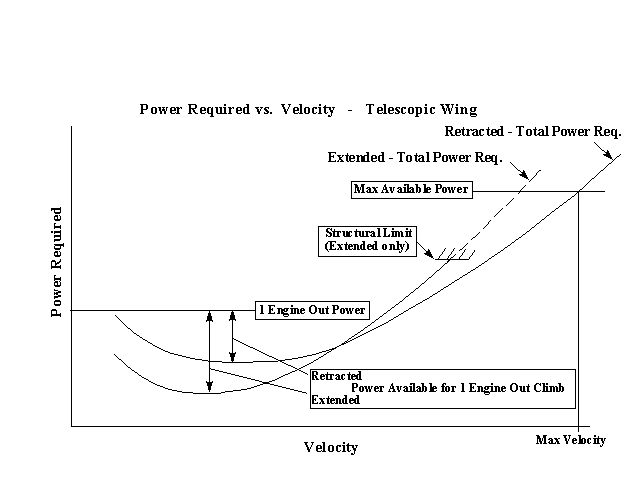 Power Required vs. Velocity - Telescopic Wing
Retracted - Total Power Req.
Extended - Total Power Req.
Max Available Power
Structural Limit
(Extended only)
Power Required
1 Engine Out Power
Retracted
Power Available for 1 Engine Out Climb
Extended
Velocity
Max Velocity